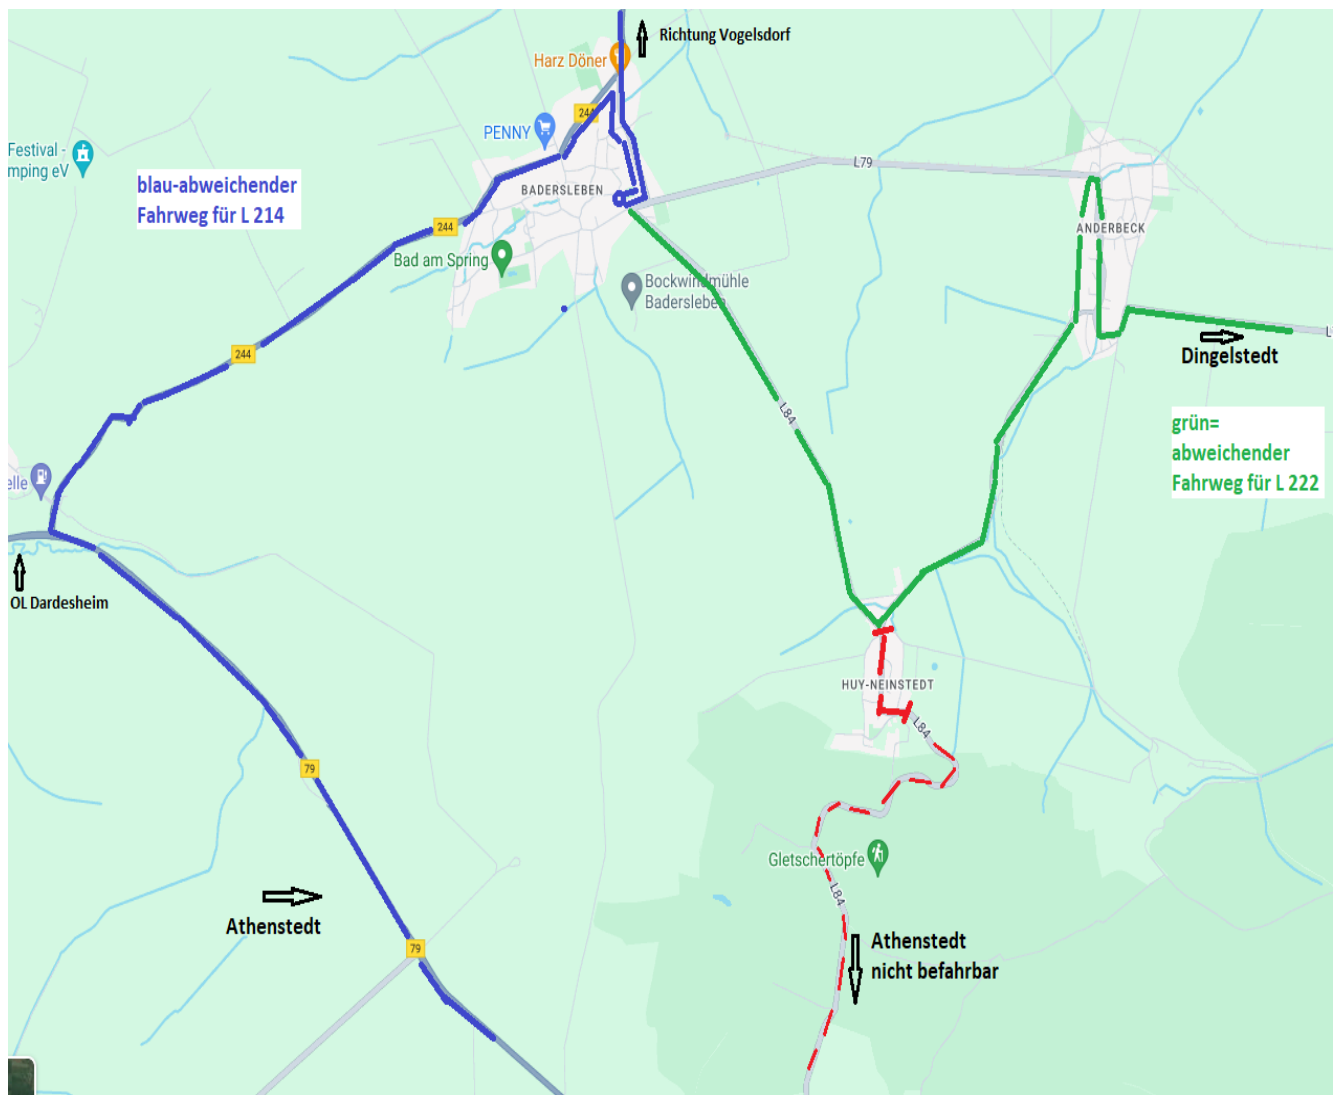 Richtung Vogelsdorf
Harz Döner
244
PENNY
Festival -
mping eV
L79
blau-abweichender
Fahrweg für L 214
BADERSLEBEN
244
ANDERBECK
Bad am Spring
Bockwindmühle
Badersleben
244
Dingelstedt
L84
grün=
abweichender
Fahrweg für L 222
elle
OL Dardesheim
HUY-NEINSTEDT
L84
79
Gletschertöpfe
L84
Athenstedt
79
Athenstedt
nicht befahrbar